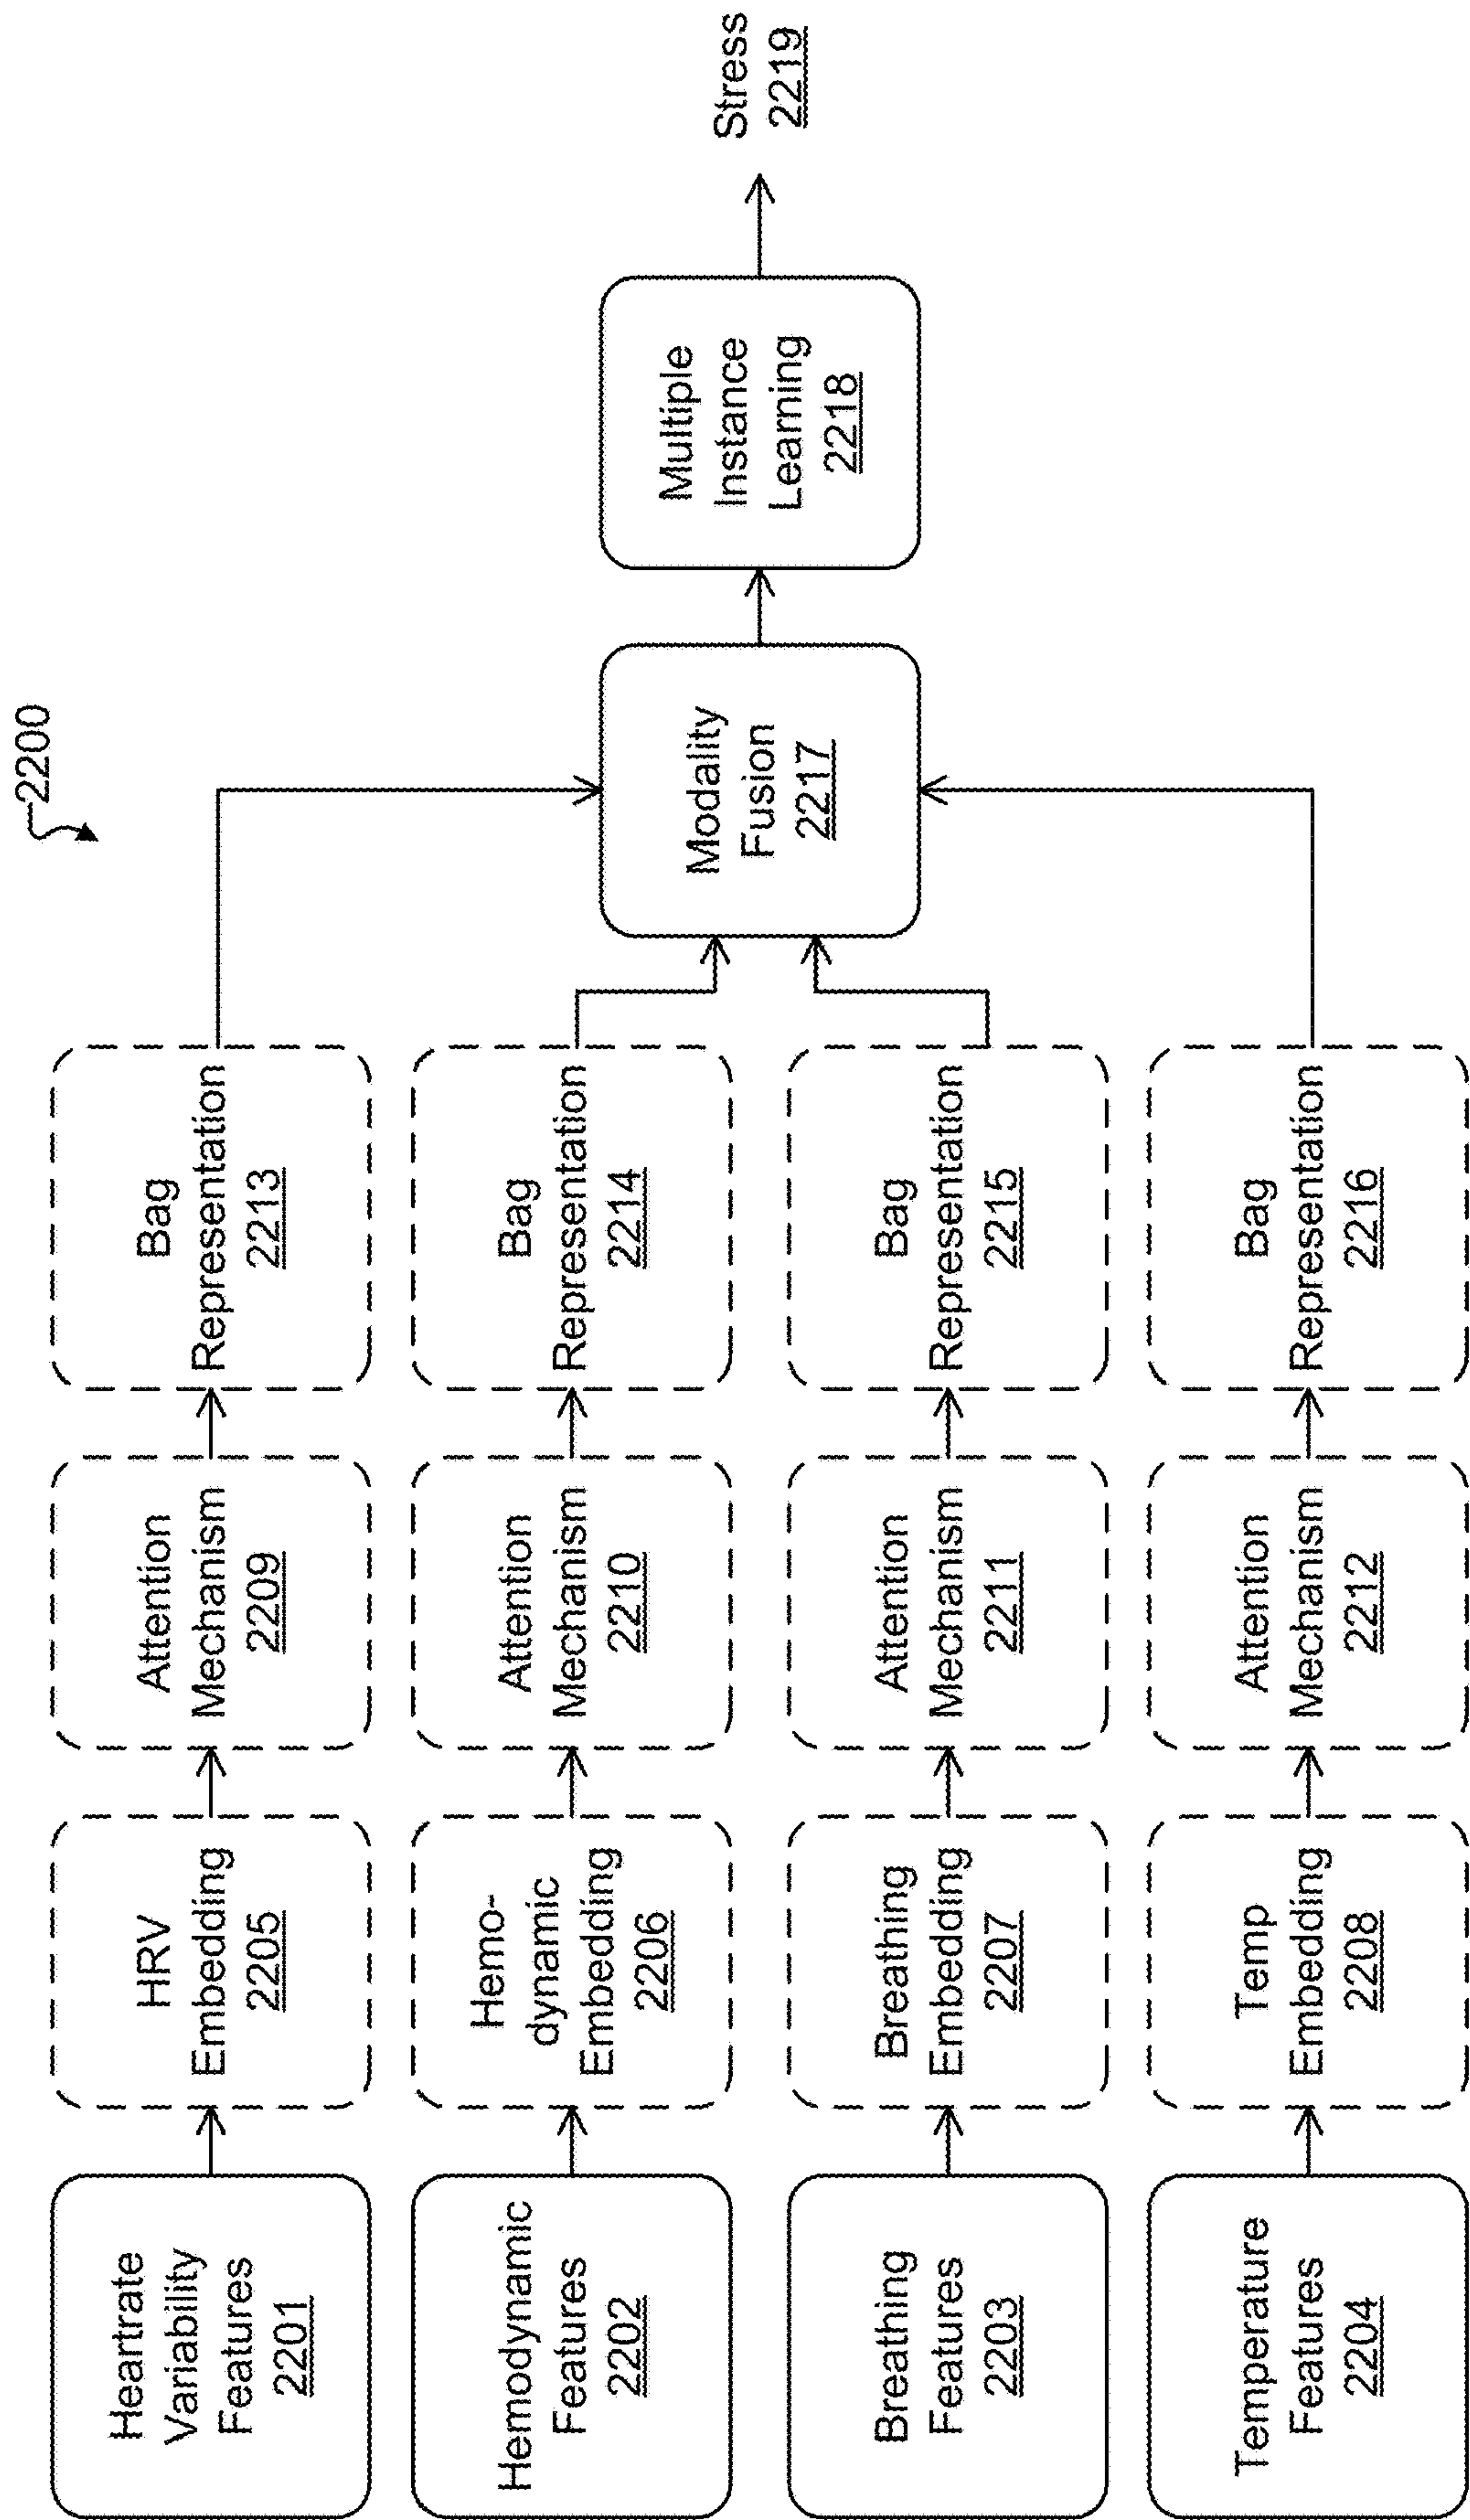 2200
Heartrate
Variability
Features
2201
HRV
Embedding
2205
Attention
Mechanism
2209
Bag
Representation
2213
Hemodynamic
Features
2202
Hemo-
dynamic
Embedding
2206
Attention
Mechanism
2210
Bag
Representation
2214
Breathing
Features
2203
Breathing
Embedding
2207
Attention
Mechanism
2211
Bag
Representation
2215
Temperature
Features
2204
Temp
Embedding
2208
Attention
Mechanism
2212
Bag
Representation
2216
Modality
Fusion
2217
Multiple
Instance
Learning
2218
Stress
2219